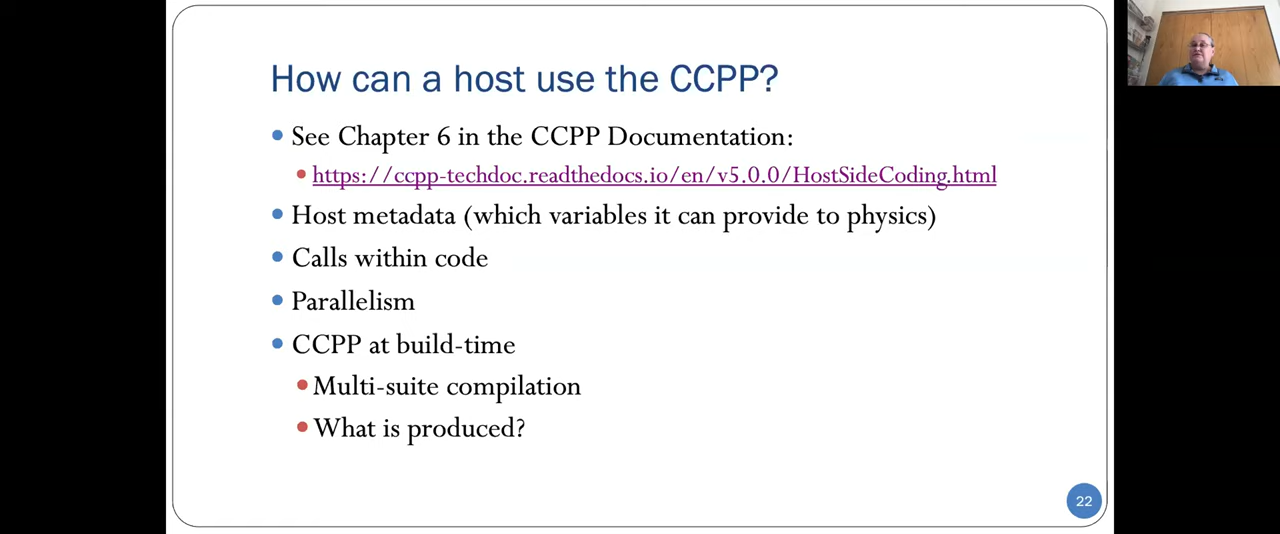 How can a host use the CCPP?
See Chapter 6 in the CCPP Documentation:
https://ccpp-techdoc.readthedocs.io/en/v5.0.0/HostSideCoding.html
Host metadata (which variables it can provide to physics)
Calls within code
Parallelism
CCPP at build-time
Multi-suite compilation
What is produced?
22